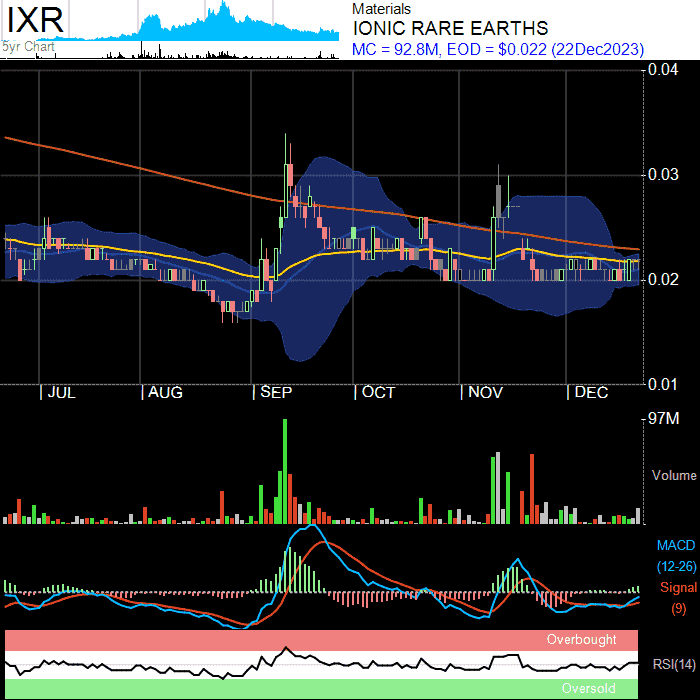 IXR
5yr Chart
Materials
IONIC RARE EARTHS
MC = 92.8M, EOD = $0.022 (22Dec2023)
0.04
0.03
0.02
0.01
JUL AUG SEP OCT NOV DEC
97M
Volume
MACD
(12-26)
Signal
(9)
Overbought
RSI(14)
Oversold